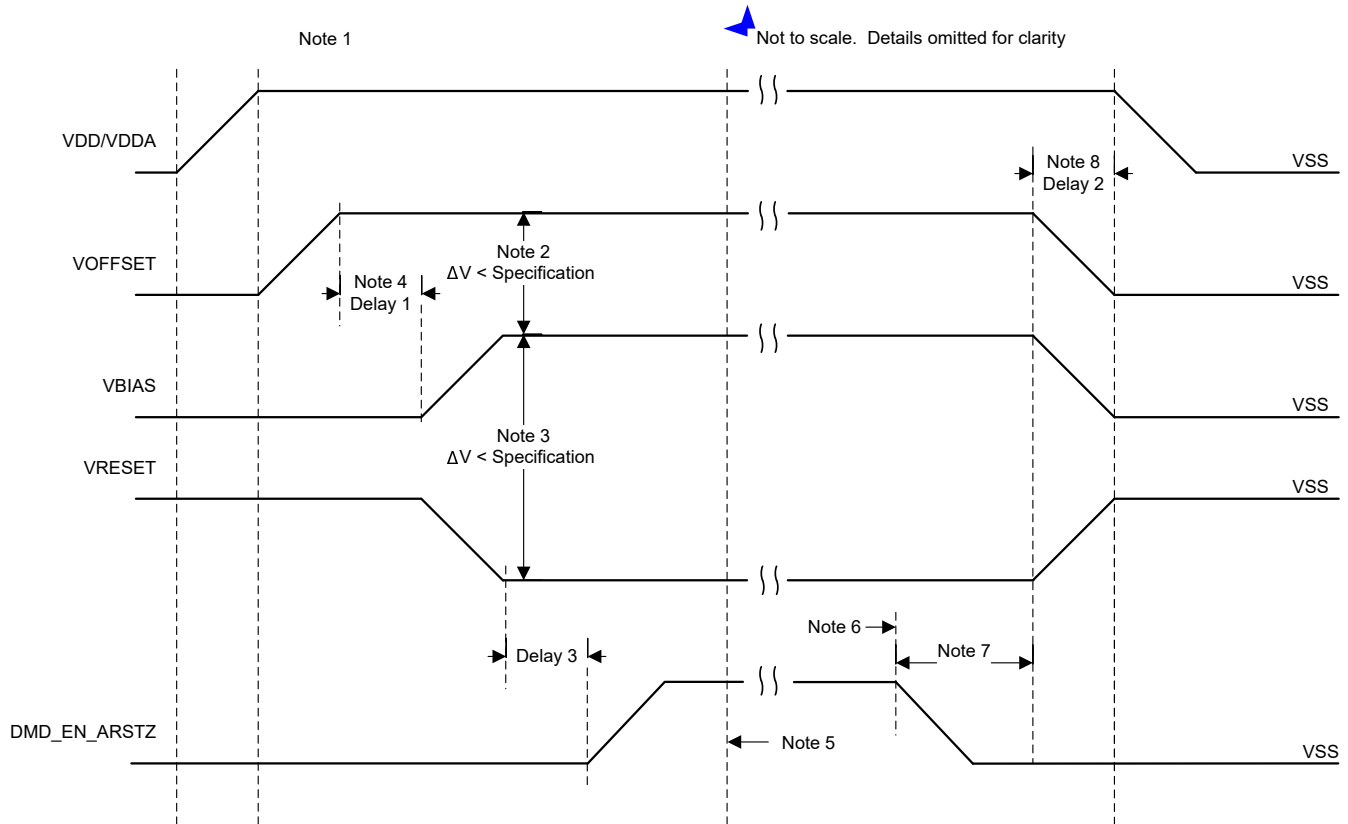 Note 1
Not to scale.  Details omitted for clarity
VDD/VDDA
VSS
Note 8
Delay 2
VOFFSET
Note 2
ΔV < Specification
Note 4
Delay 1
VSS
VBIAS
VSS
Note 3
ΔV < Specification
VRESET
VSS
Note 6
Note 7
Delay 3
DMD_EN_ARSTZ
Note 5
VSS